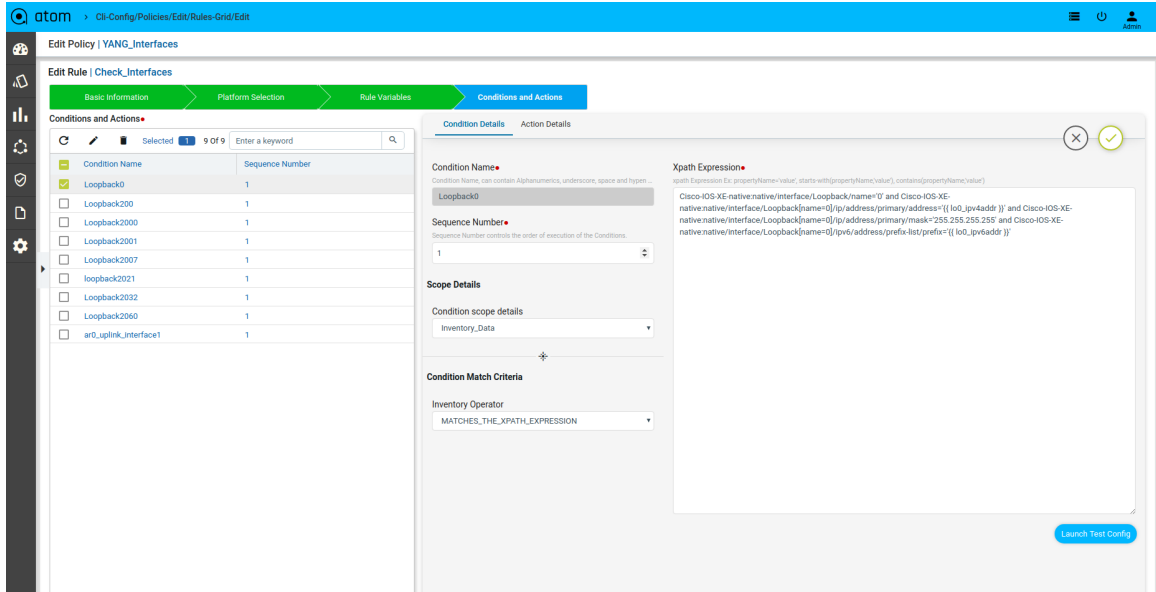 atom > Cli-Config/Policies/Edit/Rules-Grid/Edit
Admin
Edit Policy | YANG_Interfaces
Edit Rule | Check_Interfaces
Basic Information
Platform Selection
Rule Variables
Conditions and Actions
Conditions and Actions
Selected 1 9 Of 9 Enter a keyword
Condition Name Sequence Number
Loopback0 1
Loopback200 1
Loopback2000 1
Loopback2001 1
Loopback2007 1
loopback2021 1
Loopback2032 1
Loopback2060 1
ar0_uplink_interface1 1
Condition Details Action Details
Condition Name
Condition Name, can contain Alphanumerics, underscore, space and hypen ...
Loopback0
Sequence Number
Sequence Number controls the order of execution of the Conditions.
1
Scope Details
Condition scope details
Inventory_Data
Condition Match Criteria
Inventory Operator
MATCHES_THE_XPATH_EXPRESSION
Xpath Expression
xpath Expression Ex: propertyName='value', starts-with(propertyName,'value'), contains(propertyName,'value')
Cisco-IOS-XE-native:native/interface/Loopback/name='0' and Cisco-IOS-XE-
native:native/interface/Loopback[name=0]/ip/address/primary/address='{{ lo0_ipv4addr }}' and Cisco-IOS-XE-
native:native/interface/Loopback[name=0]/ip/address/primary/mask='255.255.255.255' and Cisco-IOS-XE-
native:native/interface/Loopback[name=0]/ipv6/address/prefix-list/prefix='{{ lo0_ipv6addr }}'
Launch Test Config